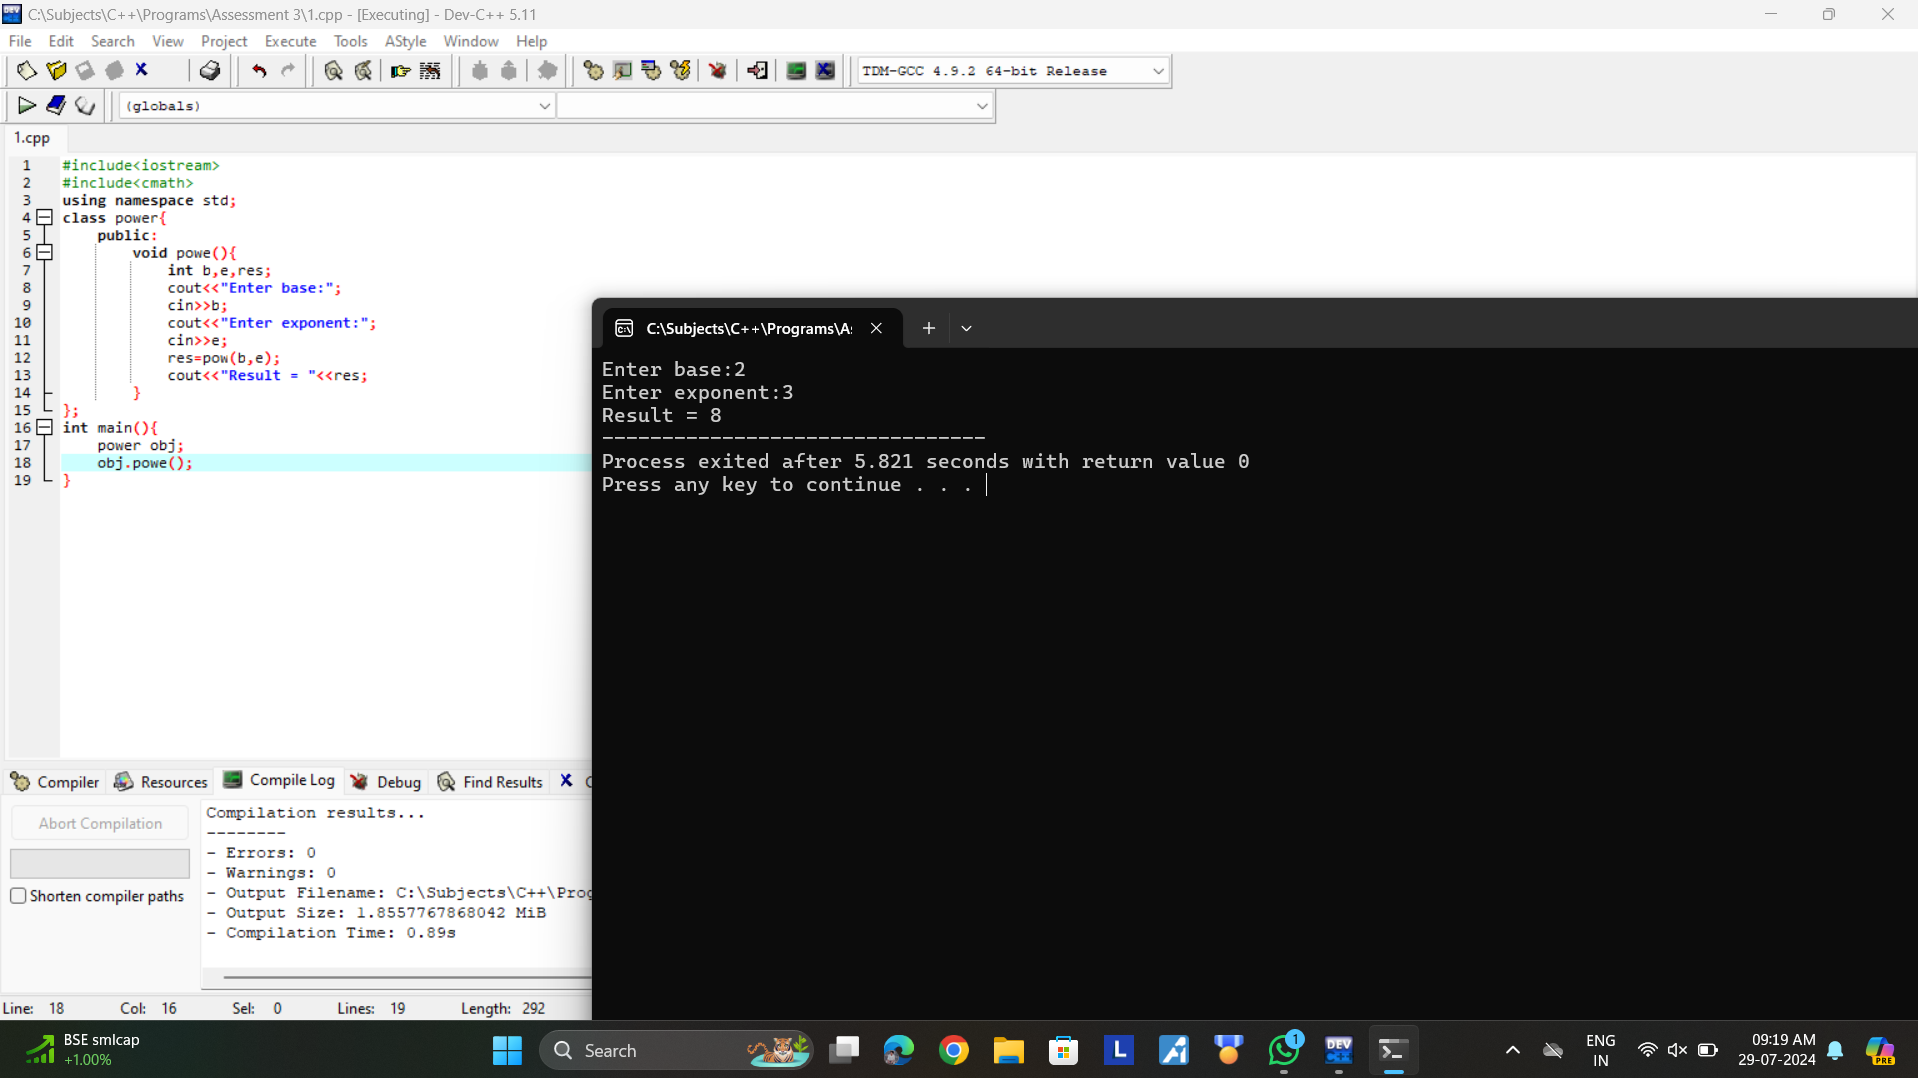 C:\Subjects\C++\Programs\Assessment 3\1.cpp - [Executing] - Dev-C++ 5.11
File Edit Search View Project Execute Tools AStyle Window Help
TDM-GCC 4.9.2 64-bit Release
(globals)
1.cpp
1 #include<iostream>
2 #include<cmath>
3 using namespace std;
4 class power{
5 public:
6 void powe(){
7 int b,e,res;
8 cout<<"Enter base:";
9 cin>>b;
10 cout<<"Enter exponent:";
11 cin>>e;
12 res=pow(b,e);
13 cout<<"Result = "<<res;
14 }
15 };
16 int main(){
17 power obj;
18 obj.powe();
19 }
C:\Subjects\C++\Programs\A
Enter base:2
Enter exponent:3
Result = 8
--------------------------------
Process exited after 5.821 seconds with return value 0
Press any key to continue . . .
Compiler Resources Compile Log Debug Find Results
Abort Compilation
Shorten compiler paths
Compilation results...
--------
- Errors: 0
- Warnings: 0
- Output Filename: C:\Subjects\C++\Prog
- Output Size: 1.8557767868042 MiB
- Compilation Time: 0.89s
Line: 18 Col: 16 Sel: 0 Lines: 19 Length: 292
BSE smlcap
+1.00%
Search
L
1
DEV
C++
ENG
IN
09:19 AM
29-07-2024
PRE